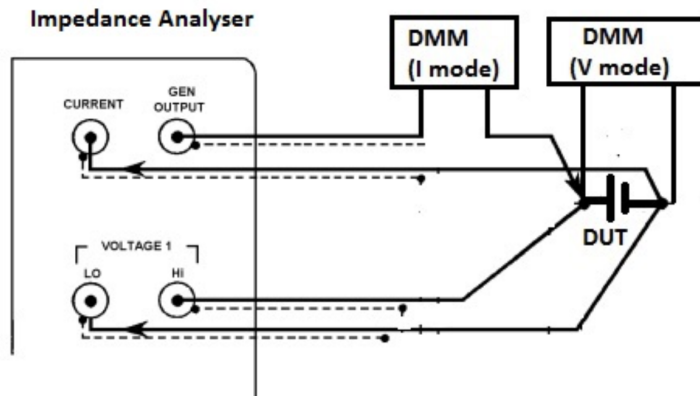 Impedance Analyser
DMM
(I mode)
DMM
(V mode)
CURRENT
GEN
OUTPUT
DUT
VOLTAGE 1
LO
Hi